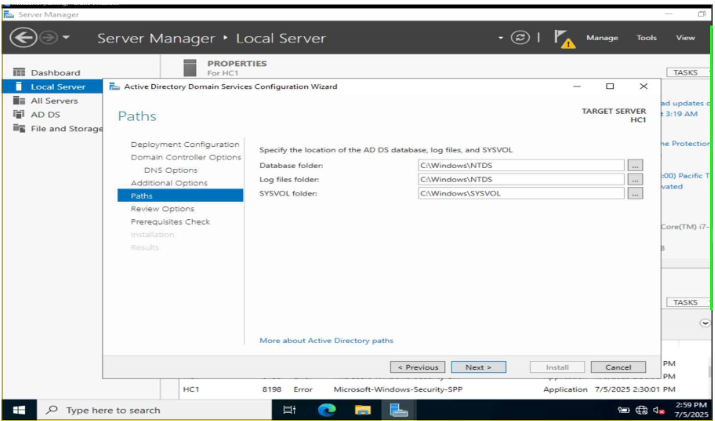 Server Manager
Server Manager • Local Server
Manage Tools View
Dashboard
Local Server
All Servers
AD DS
File and Storage
PROPERTIES
For HC1
TASKS
Active Directory Domain Services Configuration Wizard
Paths
TARGET SERVER
HC1
Deployment Configuration
Domain Controller Options
DNS Options
Additional Options
Paths
Review Options
Prerequisites Check
Installation
Results
Specify the location of the AD DS database, log files, and SYSVOL
Database folder: C:\Windows\NTDS ...
Log files folder: C:\Windows\NTDS ...
SYSVOL folder: C:\Windows\SYSVOL ...
More about Active Directory paths
< Previous Next > Install Cancel
ad updates
3:19 AM
Protection
:00) Pacific T
vated
Core(TM) i7-
TASKS
PM
PM
HC1 8198 Error Microsoft-Windows-Security-SPP Application 7/5/2025 2:30:01 PM
Type here to search
2:59 PM
7/5/2025